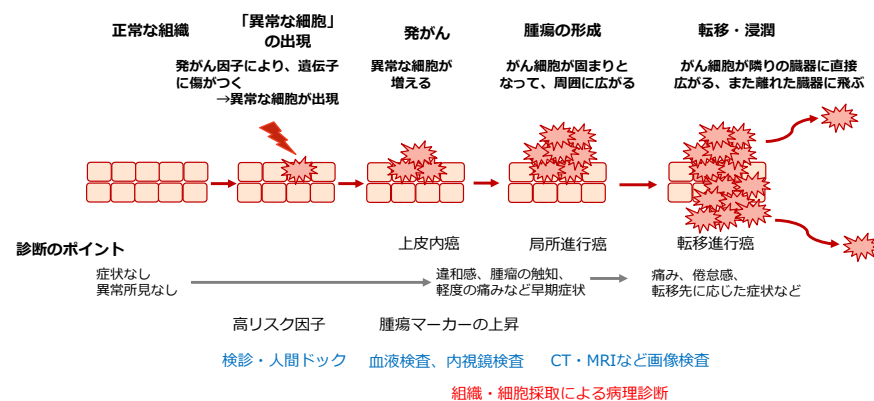 正常な組織
「異常な細胞」
の出現
発がん
腫瘍の形成
転移・浸潤
発がん因子により、遺伝子
に傷がつく
→異常な細胞が出現
異常な細胞が
増える
がん細胞が固まりと
なって、周囲に広がる
がん細胞が隣りの臓器に直接
広がる、また離れた臓器に飛ぶ
上皮内癌
局所進行癌
転移進行癌
診断のポイント
症状なし
異常所見なし
違和感、腫瘤の触知、
軽度の痛みなど早期症状
痛み、倦怠感、
転移先に応じた症状など
高リスク因子
腫瘍マーカーの上昇
検診・人間ドック
血液検査、内視鏡検査
CT・MRIなど画像検査
組織・細胞採取による病理診断